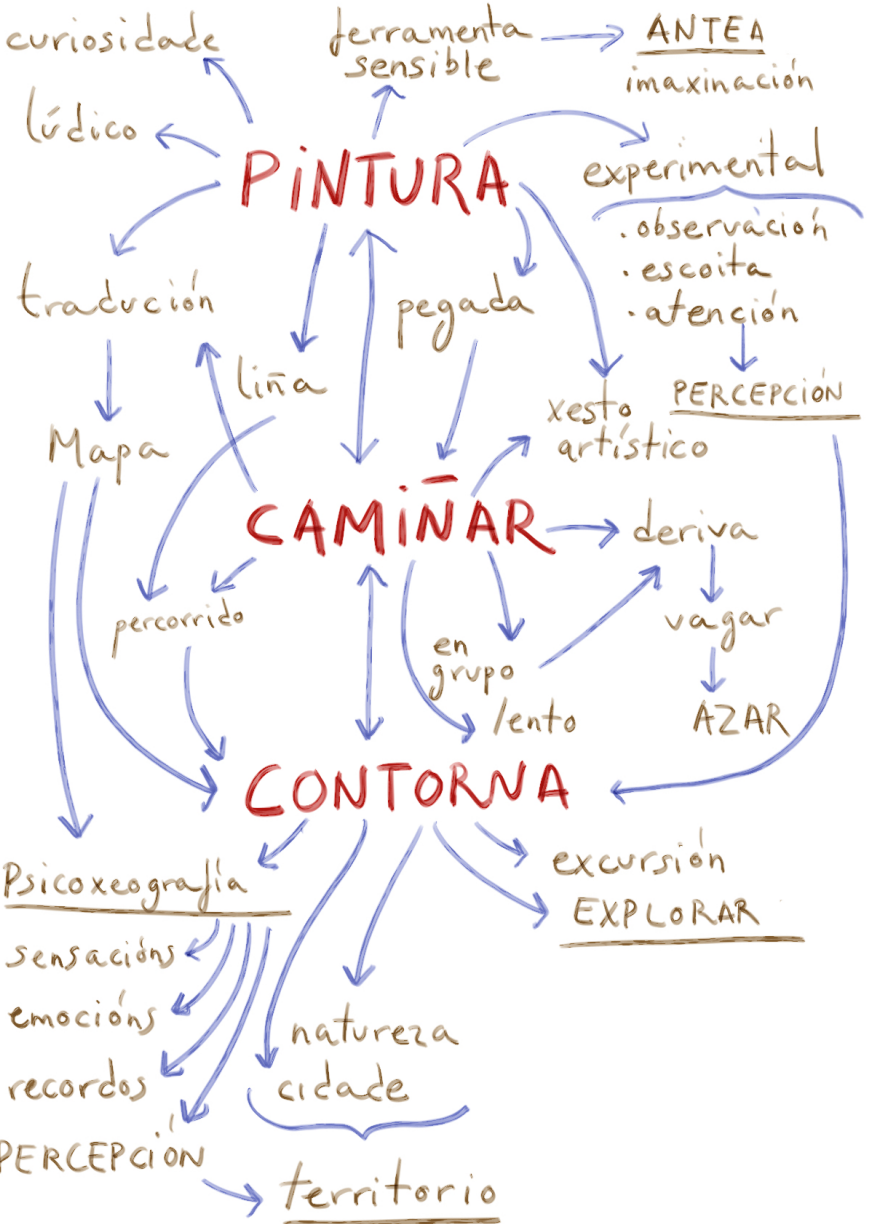 curiosidade
ferramenta
sensible
ANTEA
imaxinación
lúdico
PINTURA
experimental
. observación
. escoita
. atención
tradución
pegada
liña
PERCEPCIÓN
xesto
artístico
Mapa
CAMIÑAR
deriva
percorrido
vagar
en
grupo
lento
AZAR
CONTORNA
excursión
EXPLORAR
Psicoxeografía
sensacións
emocións
recordos
PERCEPCIÓN
natureza
cidade
territorio